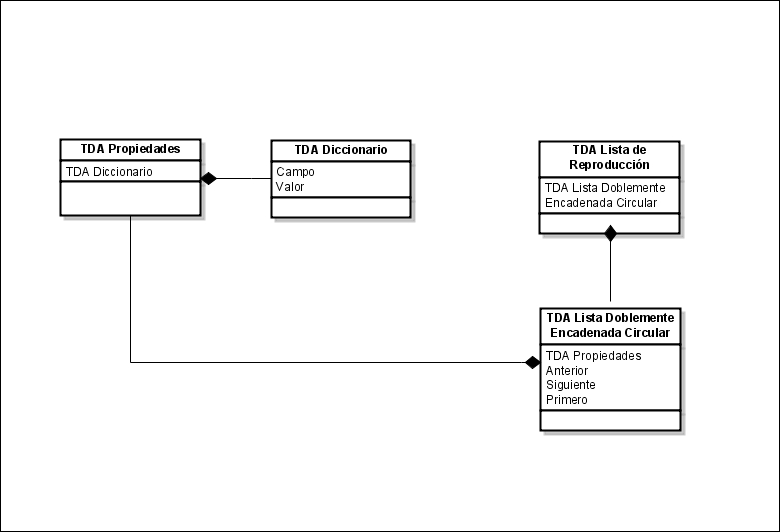 TDA Propiedades
TDA Diccionario
TDA Diccionario
Campo
Valor
TDA Lista de
Reproducción
TDA Lista Doblemente
Encadenada Circular
TDA Lista Doblemente
Encadenada Circular
TDA Propiedades
Anterior
Siguiente
Primero